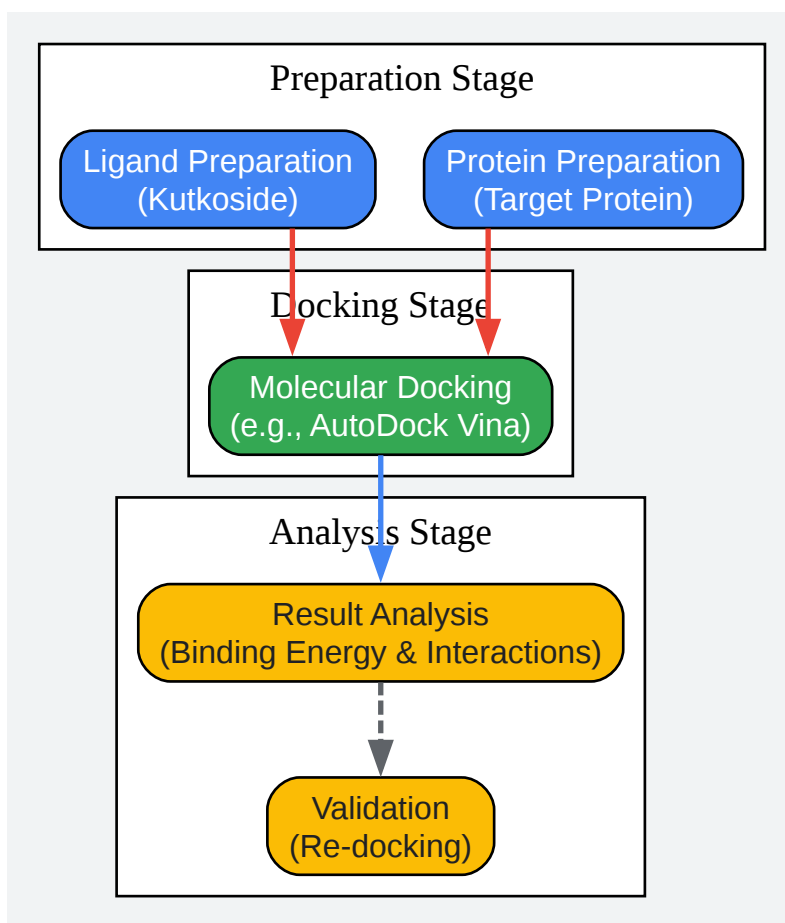 Preparation Stage
Ligand Preparation
(Kutkoside)
Protein Preparation
(Target Protein)
Docking Stage
Molecular Docking
(e.g., AutoDock Vina)
Analysis Stage
Result Analysis
(Binding Energy & Interactions)
Validation
(Re-docking)